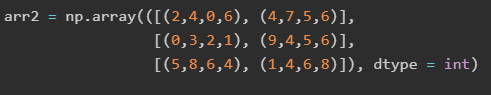 arr2 = np.array(([(2,4,0,6), (4,7,5,6)],
[(0,3,2,1), (9,4,5,6)],
[(5,8,6,4), (1,4,6,8)]), dtype = int)